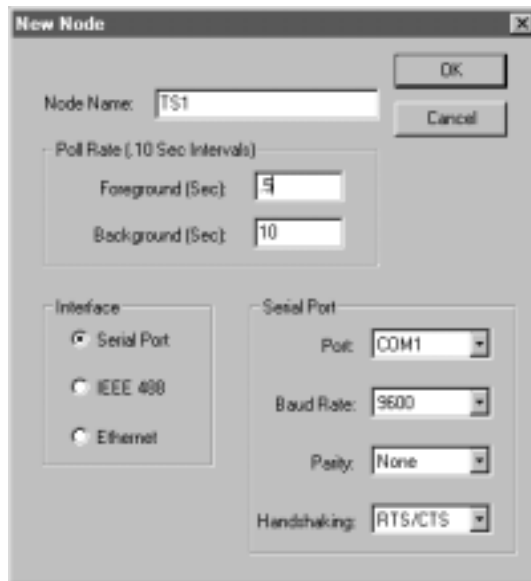 New Node
OK
Node Name: TS1
Cancel
Poll Rate (.10 Sec Intervals)
Foreground (Sec): .5
Background (Sec): 10
Interface
Serial Port
IEEE 488
Ethernet
Serial Port
Port: COM1
Baud Rate: 9600
Parity: None
Handshaking: RTS/CTS